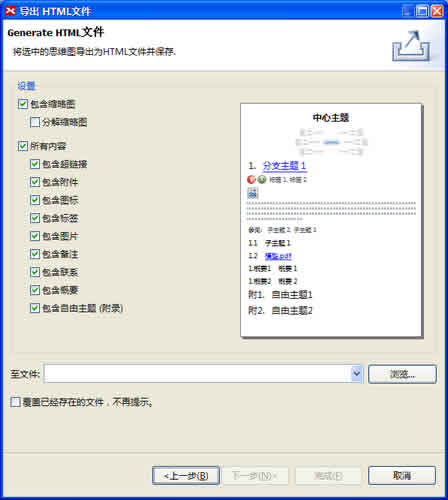 导出 HTML文件
Generate HTML文件
将选中的思维图导出为HTML文件并保存.
设置
包含缩略图
分解缩略图
所有内容
包含超链接
包含附件
包含图标
包含标签
包含图片
包含备注
包含联系
包含概要
包含自由主题 (附录)
中心主题
1. 分支主题 1
标签 1, 标签 2
参见: 子主题 2, 子主题 1
1.1 子主题 1
1.2 模型.pdf
1.概要1 概要 1
1.概要2 概要 2
附1. 自由主题1
附2. 自由主题2
至文件:
浏览...
覆盖已经存在的文件，不再提示。
<上一步(B)
下一步(N)>
完成(F)
取消